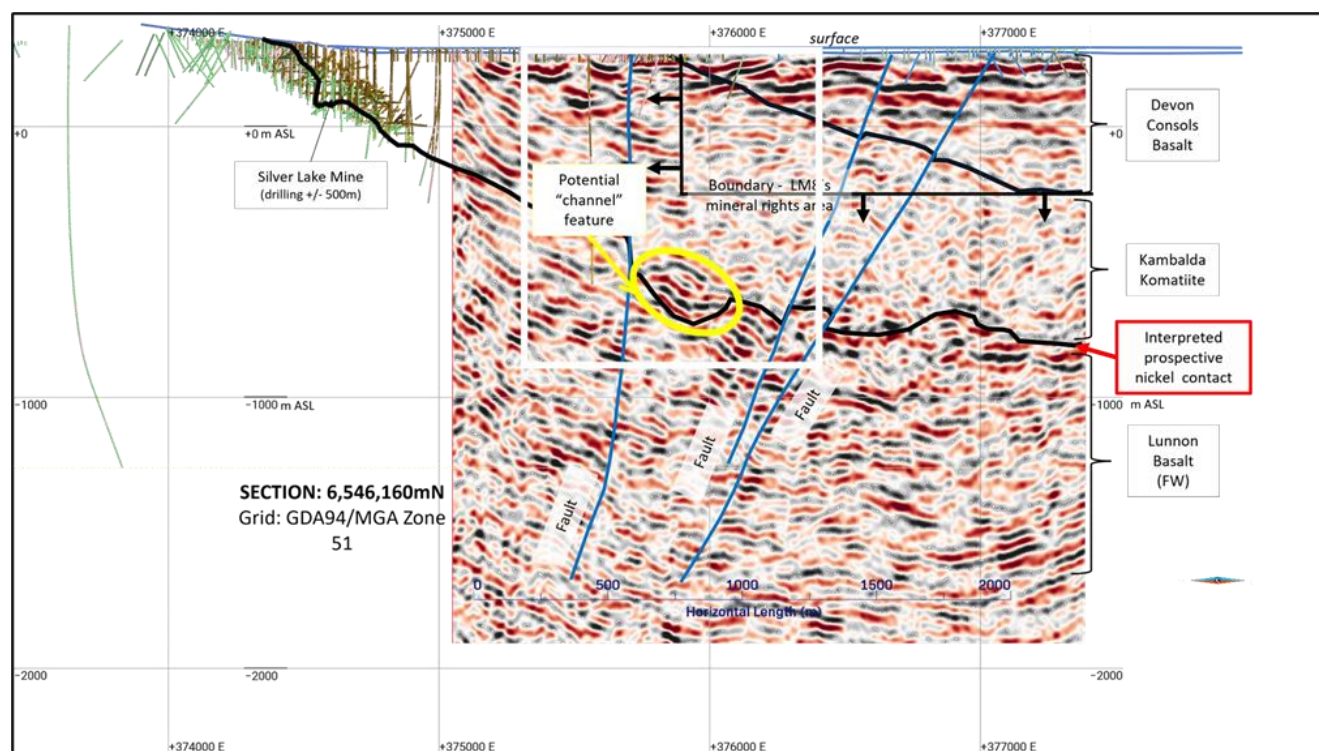 +374000 E
+375000 E
+376000 E
+377000 E
surface
Devon
Consols
Basalt
+0
+0 m ASL
+0
Silver Lake Mine
(drilling +/- 500m)
Potential
“channel”
feature
Boundary - LM8's
mineral rights area
Kambalda
Komatiite
Interpreted
prospective
nickel contact
-1000
-1000 m ASL
-1000 m ASL
Fault
Fault
Fault
Lunnon
Basalt
(FW)
SECTION: 6,546,160mN
Grid: GDA94/MGA Zone
51
0
500
1000
1500
2000
Horizontal Length (m)
-2000
-2000
-2000
+374000 E
+375000 E
+376000 E
+377000 E